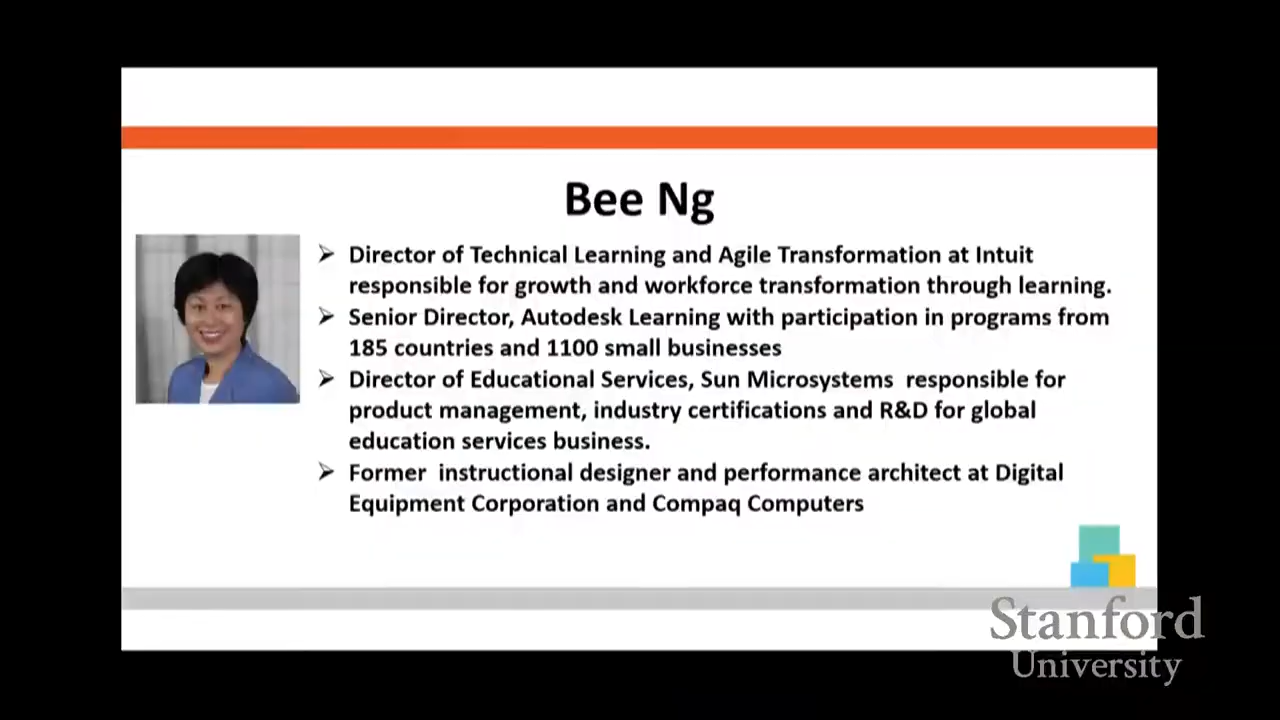 Bee Ng
➢ Director of Technical Learning and Agile Transformation at Intuit
responsible for growth and workforce transformation through learning.
➢ Senior Director, Autodesk Learning with participation in programs from
185 countries and 1100 small businesses
➢ Director of Educational Services, Sun Microsystems  responsible for
product management, industry certifications and R&D for global
education services business.
➢ Former  instructional designer and performance architect at Digital
Equipment Corporation and Compaq Computers
Stanford
University